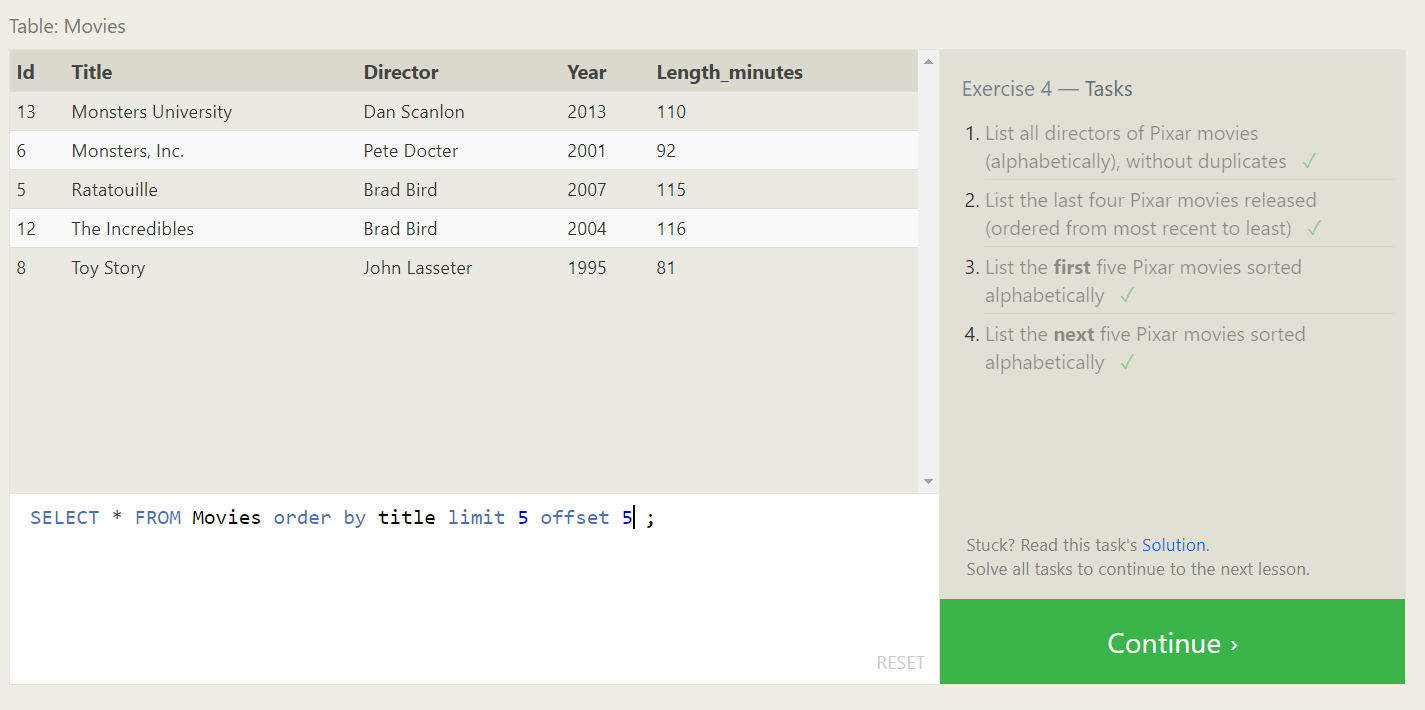 Table: Movies
Id Title Director Year Length_minutes
13 Monsters University Dan Scanlon 2013 110
6 Monsters, Inc. Pete Docter 2001 92
5 Ratatouille Brad Bird 2007 115
12 The Incredibles Brad Bird 2004 116
8 Toy Story John Lasseter 1995 81
SELECT * FROM Movies order by title limit 5 offset 5 ;
RESET
Exercise 4 — Tasks
1. List all directors of Pixar movies
(alphabetically), without duplicates ✓
2. List the last four Pixar movies released
(ordered from most recent to least) ✓
3. List the first five Pixar movies sorted
alphabetically ✓
4. List the next five Pixar movies sorted
alphabetically ✓
Stuck? Read this task's Solution.
Solve all tasks to continue to the next lesson.
Continue ›